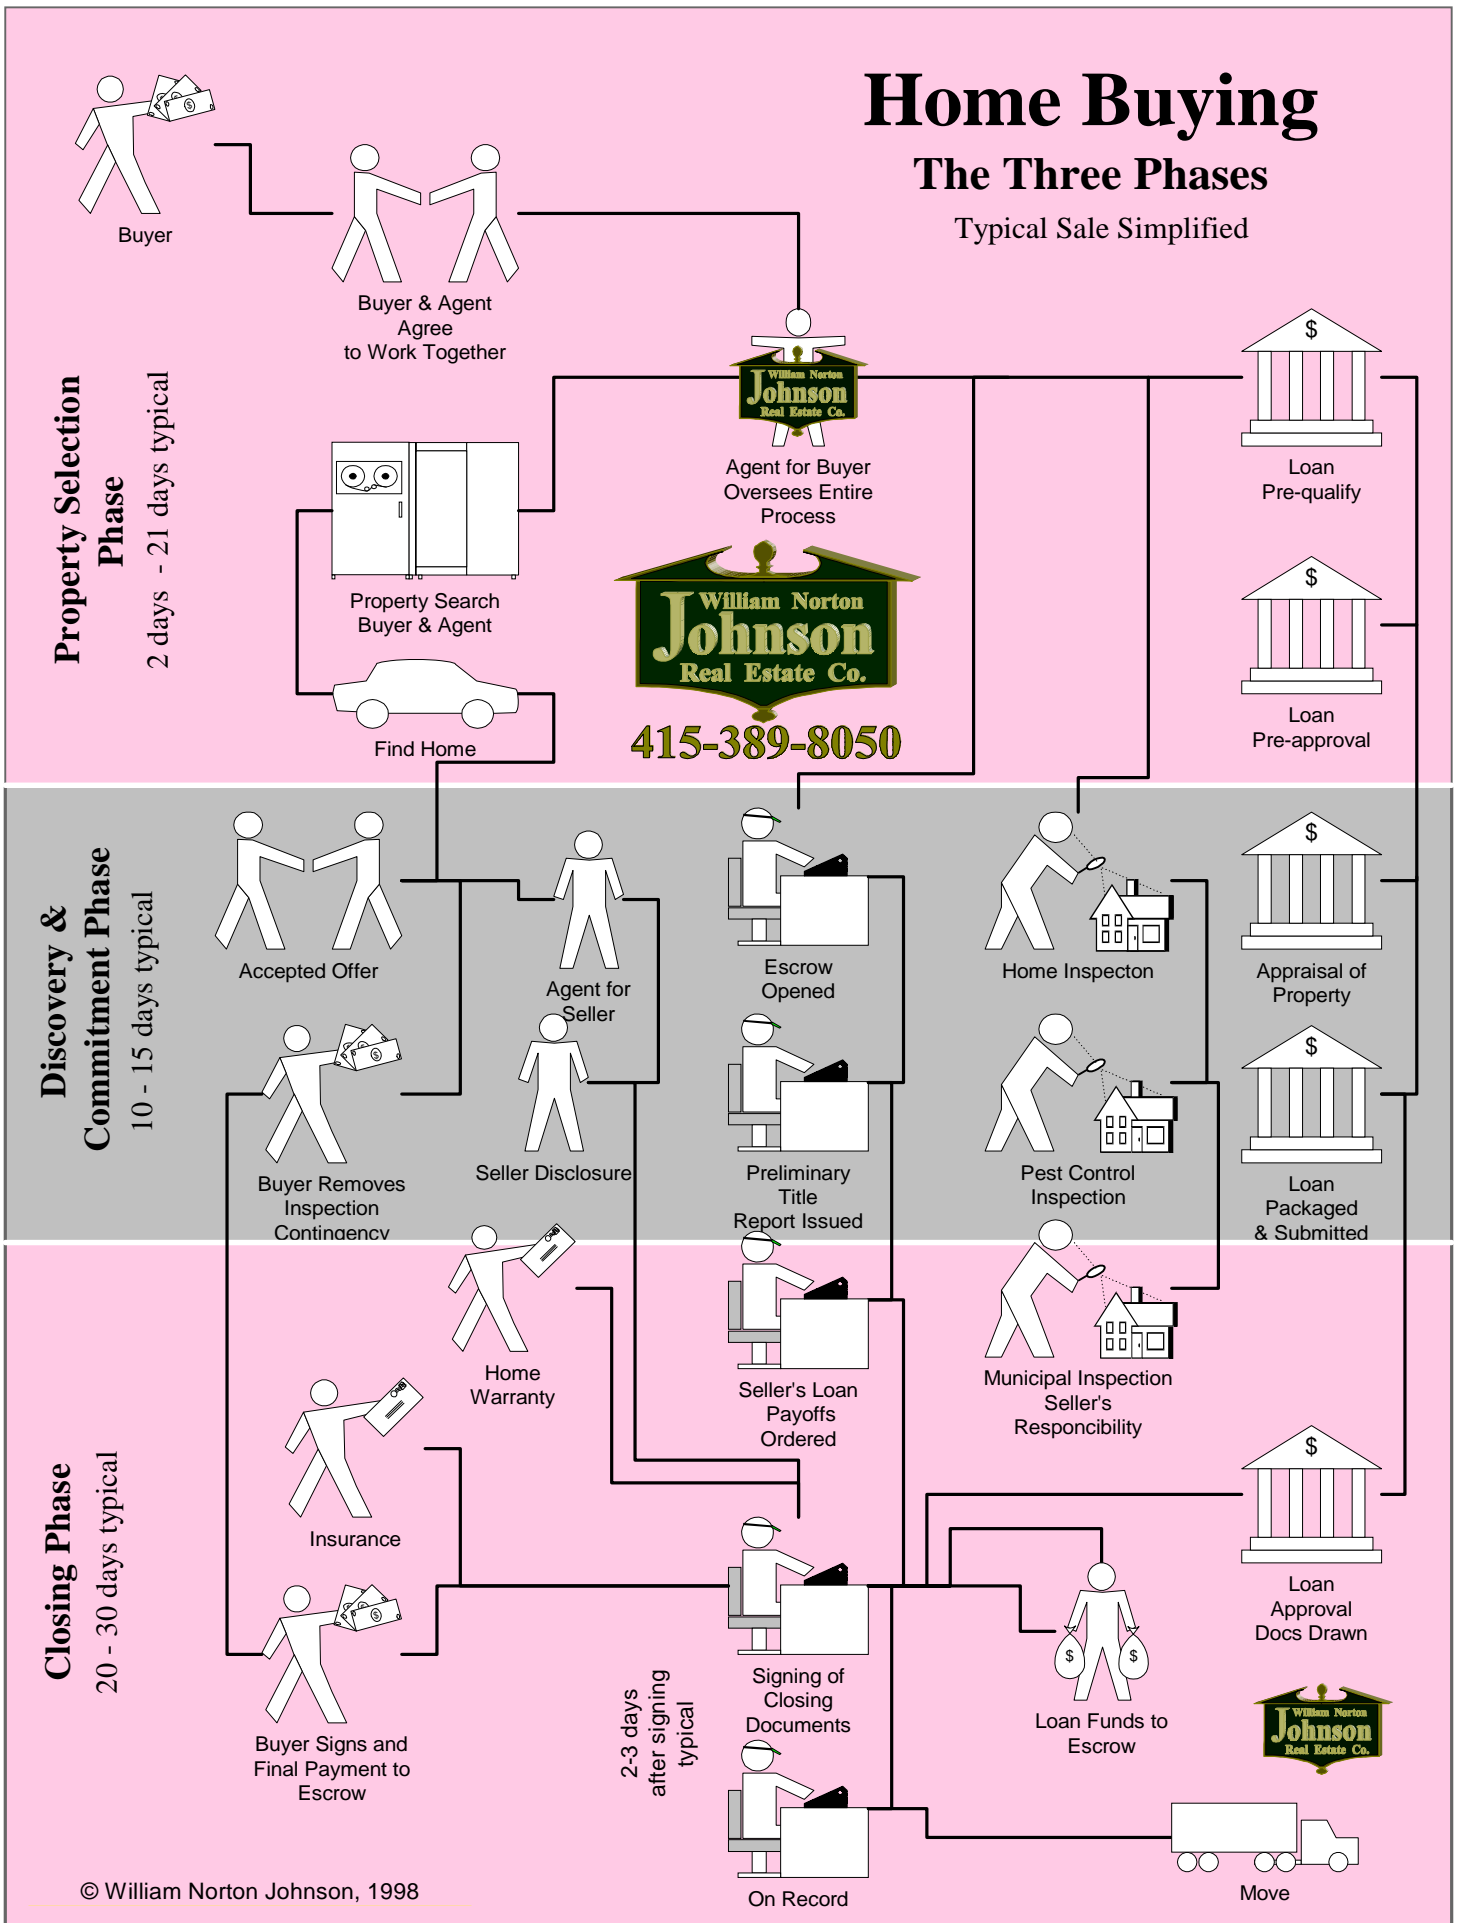 Home Buying
The Three Phases
Typical Sale Simplified
Buyer
Buyer & Agent
Agree
to Work Together
William Norton
Johnson
Real Estate Co.
Agent for Buyer
Oversees Entire
Process
$
Loan
Pre-qualify
Property Selection
Phase
2 days - 21 days typical
Property Search
Buyer & Agent
Find Home
William Norton
Johnson
Real Estate Co.
415-389-8050
$
Loan
Pre-approval
Discovery &
Commitment Phase
10 - 15 days typical
Accepted Offer
Agent for
Seller
Escrow
Opened
Home Inspecton
$
Appraisal of
Property
$
Buyer Removes
Inspection
Contingency
Seller Disclosure
Preliminary
Title
Report Issued
Pest Control
Inspection
$
Loan
Packaged
& Submitted
Closing Phase
20 - 30 days typical
Home
Warranty
Seller's Loan
Payoffs
Ordered
Municipal Inspection
Seller's
Responcibility
Insurance
$
Loan
Approval
Docs Drawn
$
Buyer Signs and
Final Payment to
Escrow
2-3 days
after signing
typical
Signing of
Closing
Documents
$ $
Loan Funds to
Escrow
William Norton
Johnson
Real Estate Co.
On Record
Move
© William Norton Johnson, 1998